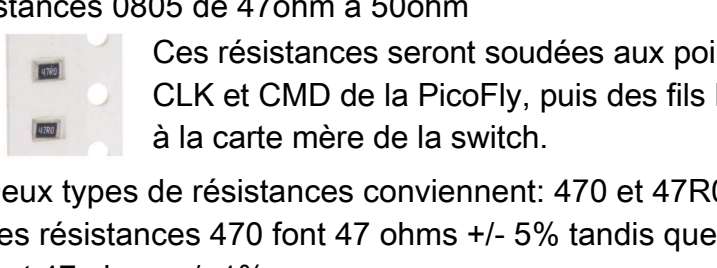 istances 0805 de 47ohm à 50ohm
47R0
Ces résistances seront soudées aux poi
CLK et CMD de la PicoFly, puis des fils
47R0
à la carte mère de la switch.
eux types de résistances conviennent: 470 et 47R0
es résistances 470 font 47 ohms +/- 5% tandis que